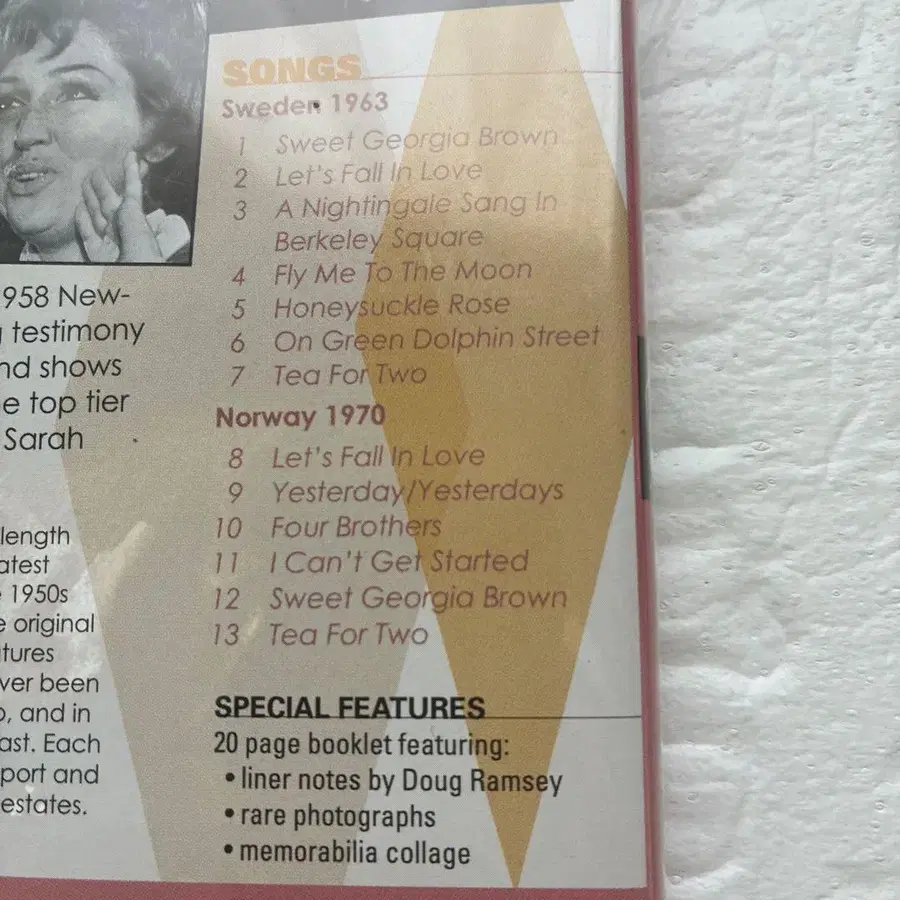 958 New-
testimony
nd shows
e top tier
Sarah
length
atest
1950s
e original
tures
ver been
, and in
ast. Each
port and
estates.
SONGS
Sweden 1963
1 Sweet Georgia Brown
2 Let's Fall In Love
3 A Nightingale Sang In
Berkeley Square
4 Fly Me To The Moon
5 Honeysuckle Rose
6 On Green Dolphin Street
7 Tea For Two
Norway 1970
8 Let's Fall In Love
9 Yesterday/Yesterdays
10 Four Brothers
11 I Can't Get Started
12 Sweet Georgia Brown
13 Tea For Two
SPECIAL FEATURES
20 page booklet featuring:
• liner notes by Doug Ramsey
• rare photographs
• memorabilia collage